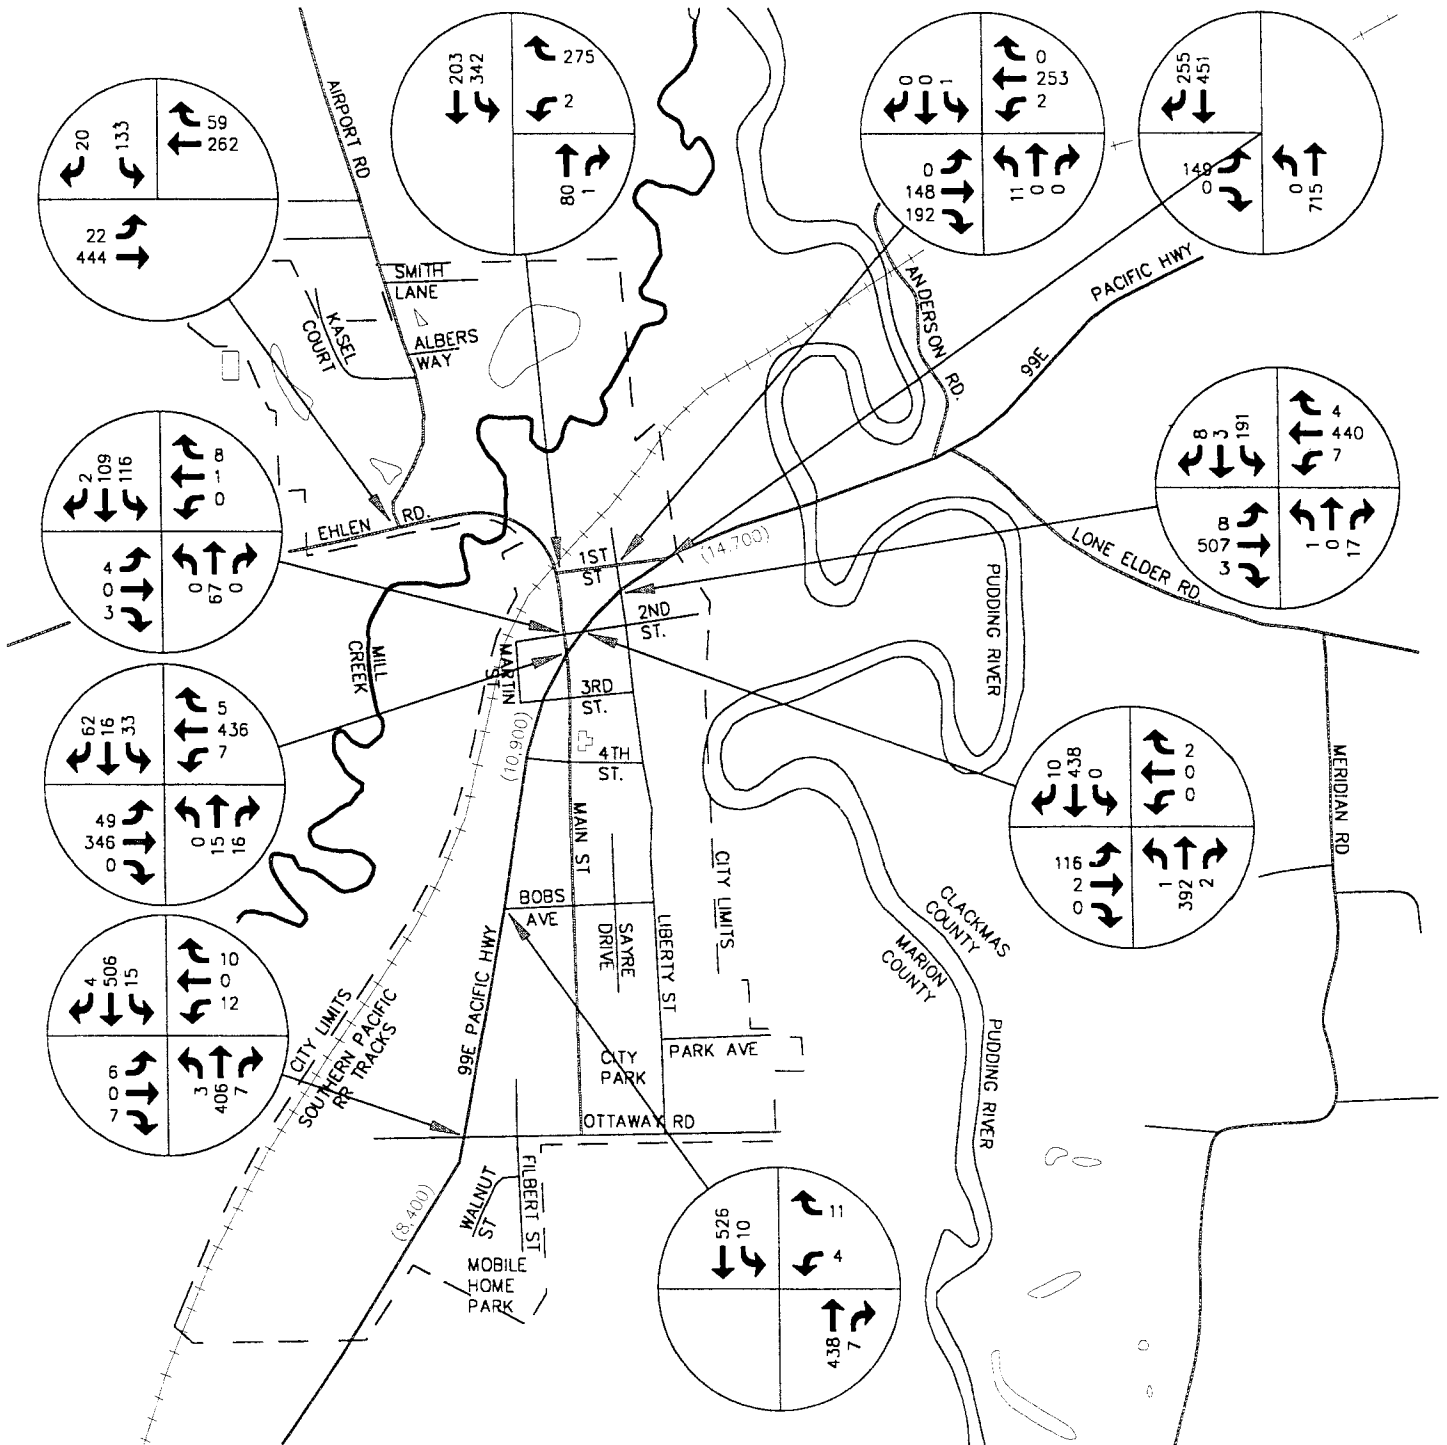 20
133
59
262
22
444
AIRPORT RD
203
342
275
2
80
1
0
0
1
0
253
2
0
148
192
11
0
0
255
451
149
0
0
715
SMITH
LANE
KASEL
COURT
ALBERS
WAY
ANDERSON
RD.
PACIFIC HWY
99E
2
109
116
8
1
0
4
0
3
0
67
0
EHLEN
RD.
1ST
ST
(14,700)
8
3
191
4
440
7
8
507
3
1
0
17
LONE ELDER RD.
2ND
ST.
MARTIN
ST
MILL
CREEK
PUDDING RIVER
62
16
33
5
436
7
49
346
0
0
15
16
3RD
ST.
(10,900)
4TH
ST.
MAIN ST
10
438
0
2
0
0
116
2
0
1
392
2
MERIDIAN RD
BOBS
AVE
SAYRE
DRIVE
LIBERTY ST
CITY LIMITS
CLACKMAS
COUNTY
MARION
COUNTY
4
506
15
10
0
12
6
0
7
3
406
7
CITY LIMITS
SOUTHERN PACIFIC
RR TRACKS
99E PACIFIC HWY
CITY
PARK
PARK AVE
PUDDING RIVER
OTTAWAY RD
WALNUT
ST
FILBERT ST
(8,400)
MOBILE
HOME
PARK
526
10
11
4
438
7